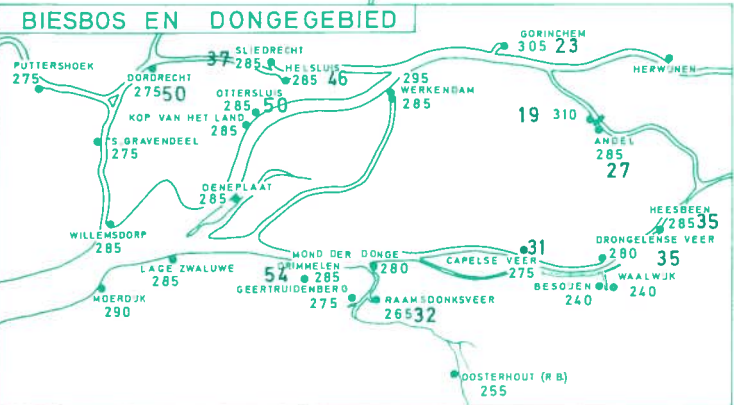 BIESBOS EN DONGEGEBIED
GORINCHEM
305 23
SLIEDRECHT
37 285
HERWIJNEN
PUTTERSHOEK
275
DORDRECHT
275 50
HELSLUIS
285 46
295
WERKENDAM
285
OTTERSLUIS
285 50
KOP VAN HET LAND
285
19 310
ANDEL
285
27
'S GRAVENDEEL
275
DENEPLAAT
285
HEESBEEN
285 35
WILLEMSDORP
285
DRONGELENSE VEER
280 35
31
CAPELSE VEER
275
MOND DER DONGE
280
LAGE ZWALUWE
285
54 DRIMMELEN
285
WAALWIJK
240
BESOIJEN
240
MOERDIJK
290
GEERTRUIDENBERG
275
RAAMSDONKSVEER
265 32
OOSTERHOUT (R.B.)
255